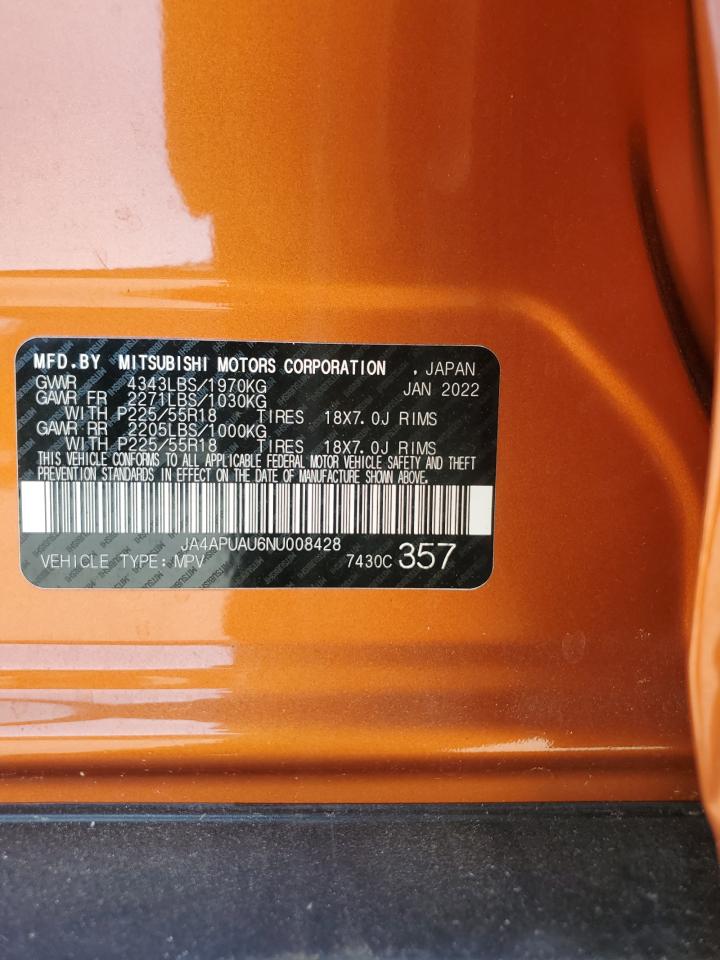 MFD.BY MITSUBISHI MOTORS CORPORATION , JAPAN
GVWR 4343LBS/1970KG JAN 2022
GAWR FR 2271LBS/1030KG
WITH P225/55R18 TIRES 18X7.0J RIMS
GAWR RR 2205LBS/1000KG
WITH P225/55R18 TIRES 18X7.0J RIMS
THIS VEHICLE CONFORMS TO ALL APPLICABLE FEDERAL MOTOR VEHICLE SAFETY AND THEFT
PREVENTION STANDARDS IN EFFECT ON THE DATE OF MANUFACTURE SHOWN ABOVE.
JA4APUAU6NU008428
VEHICLE TYPE: MPV 7430C 357